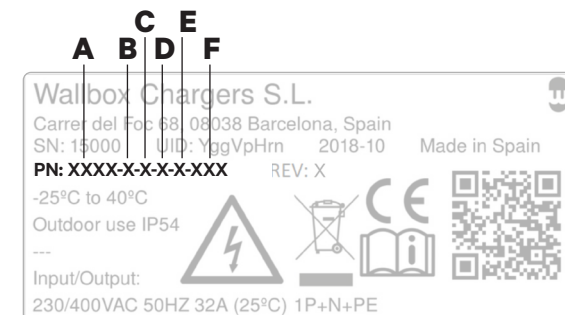 C E
A B D F
Wallbox Chargers S.L.
Carrer del Foc 68, 08038 Barcelona, Spain
SN: 15000 UID: YggVpHrn 2018-10 Made in Spain
PN: XXXX-X-X-X-X-XXX REV: X
-25ºC to 40ºC
Outdoor use IP54
---
Input/Output:
230/400VAC 50HZ 32A (25ºC) 1P+N+PE